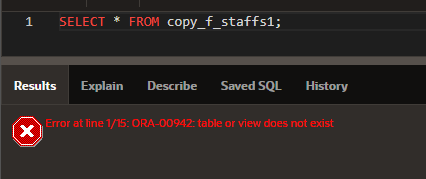 1 SELECT * FROM copy_f_staffs1;
Results Explain Describe Saved SQL History
Error at line 1/15: ORA-00942: table or view does not exist